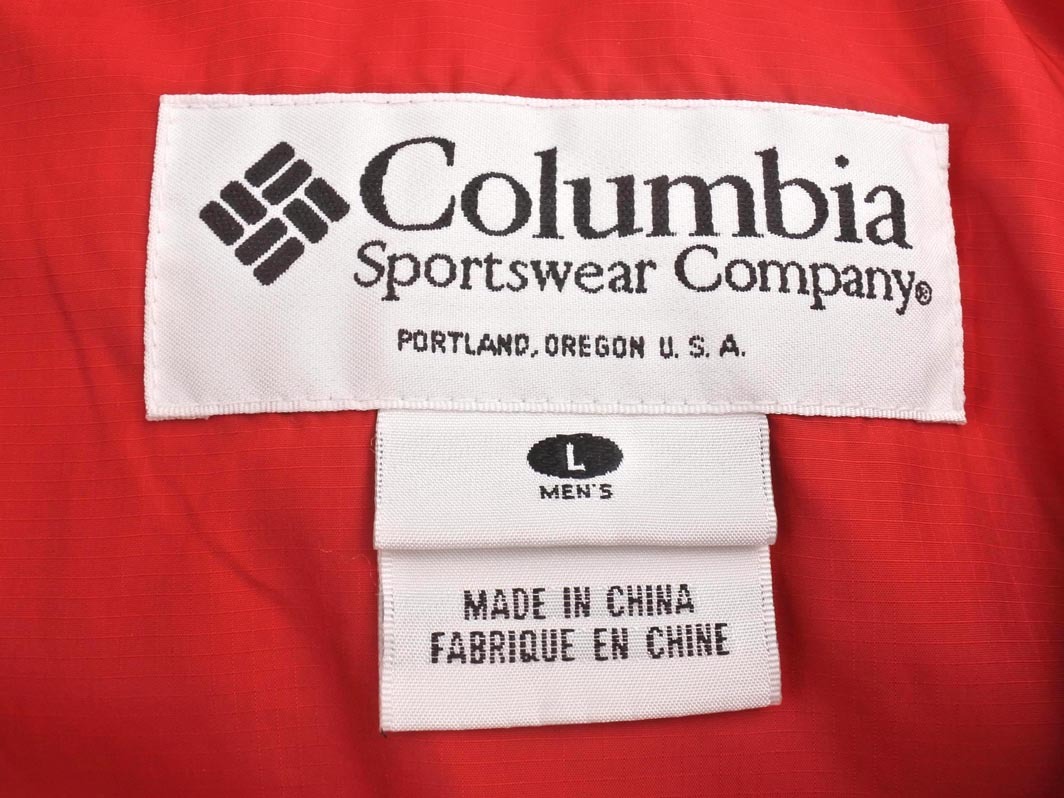 Columbia
Sportswear Company®
PORTLAND, OREGON U. S. A.
L
MEN'S
MADE IN CHINA
FABRIQUE EN CHINE